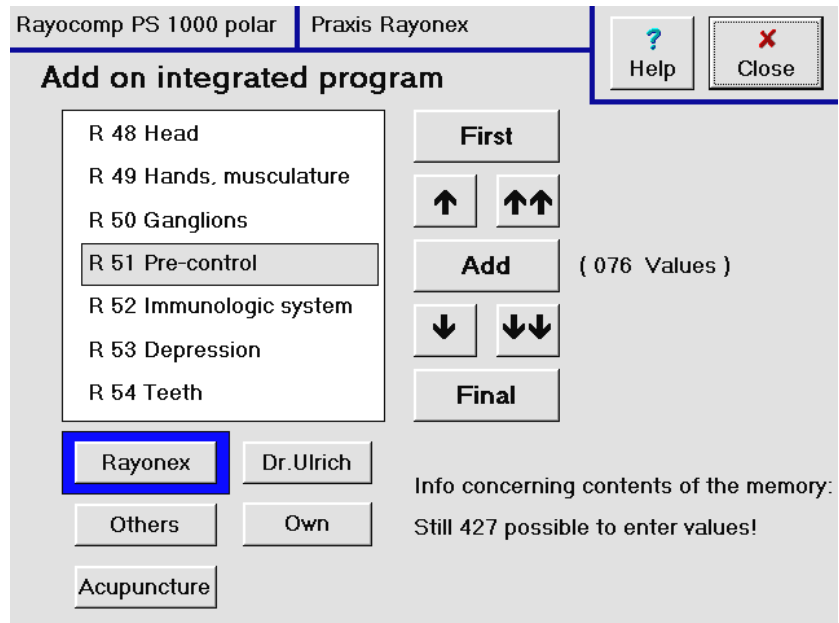 Rayocomp PS 1000 polar
Praxis Rayonex
? Help
Close
Add on integrated program
R 48 Head
R 49 Hands, musculature
R 50 Ganglions
R 51 Pre-control
R 52 Immunologic system
R 53 Depression
R 54 Teeth
First
Add
( 076 Values )
Final
Rayonex
Dr.Ulrich
Others
Own
Acupuncture
Info concerning contents of the memory:
Still 427 possible to enter values!